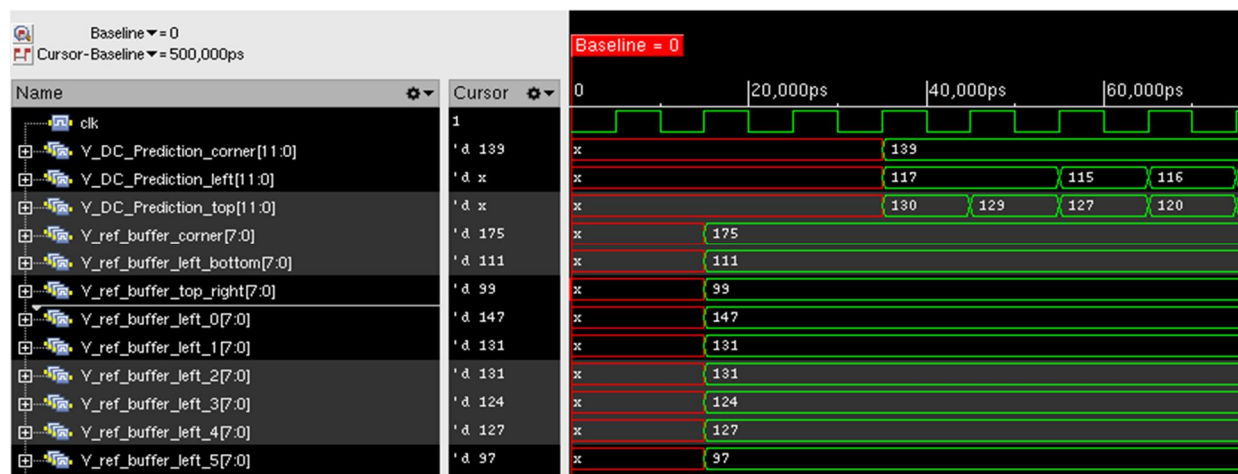 Baseline▼= 0
Cursor-Baseline▼= 500,000ps
Baseline = 0
Name Cursor 0 20,000ps 40,000ps 60,000ps
clk 1
Y_DC_Prediction_corner[11:0] 'd 139 x 139
Y_DC_Prediction_left[11:0] 'd x x 117 115 116
Y_DC_Prediction_top[11:0] 'd x x 130 129 127 120
Y_ref_buffer_corner[7:0] 'd 175 x 175
Y_ref_buffer_left_bottom[7:0] 'd 111 x 111
Y_ref_buffer_top_right[7:0] 'd 99 x 99
Y_ref_buffer_left_0[7:0] 'd 147 x 147
Y_ref_buffer_left_1[7:0] 'd 131 x 131
Y_ref_buffer_left_2[7:0] 'd 131 x 131
Y_ref_buffer_left_3[7:0] 'd 124 x 124
Y_ref_buffer_left_4[7:0] 'd 127 x 127
Y_ref_buffer_left_5[7:0] 'd 97 x 97